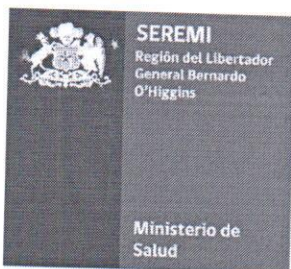 SEREMI
Región del Libertador
General Bernardo
O'Higgins
Ministerio de
Salud